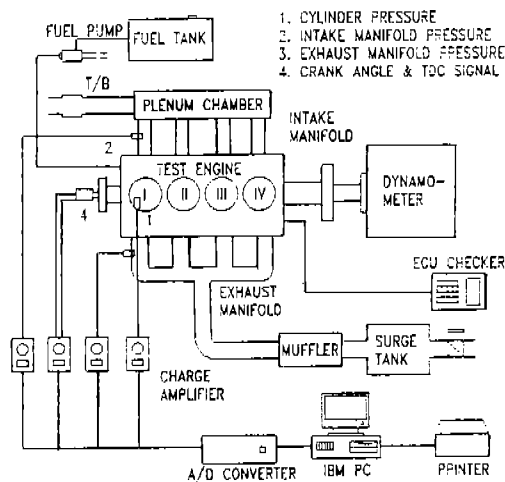 FUEL PUMP
FUEL TANK
1. CYLINDER PRESSURE
2. INTAKE MANIFOLD PRESSURE
3. EXHAUST MANIFOLD PRESSURE
4. CRANK ANGLE & TDC SIGNAL
T/B
PLENUM CHAMBER
INTAKE
MANIFOLD
2
TEST ENGINE
I II III IV
1
4
DYNAMO-
METER
ECU CHECKER
3
EXHAUST
MANIFOLD
MUFFLER
SURGE
TANK
CHARGE
AMPLIFIER
A/D CONVERTER
IBM PC
PRINTER